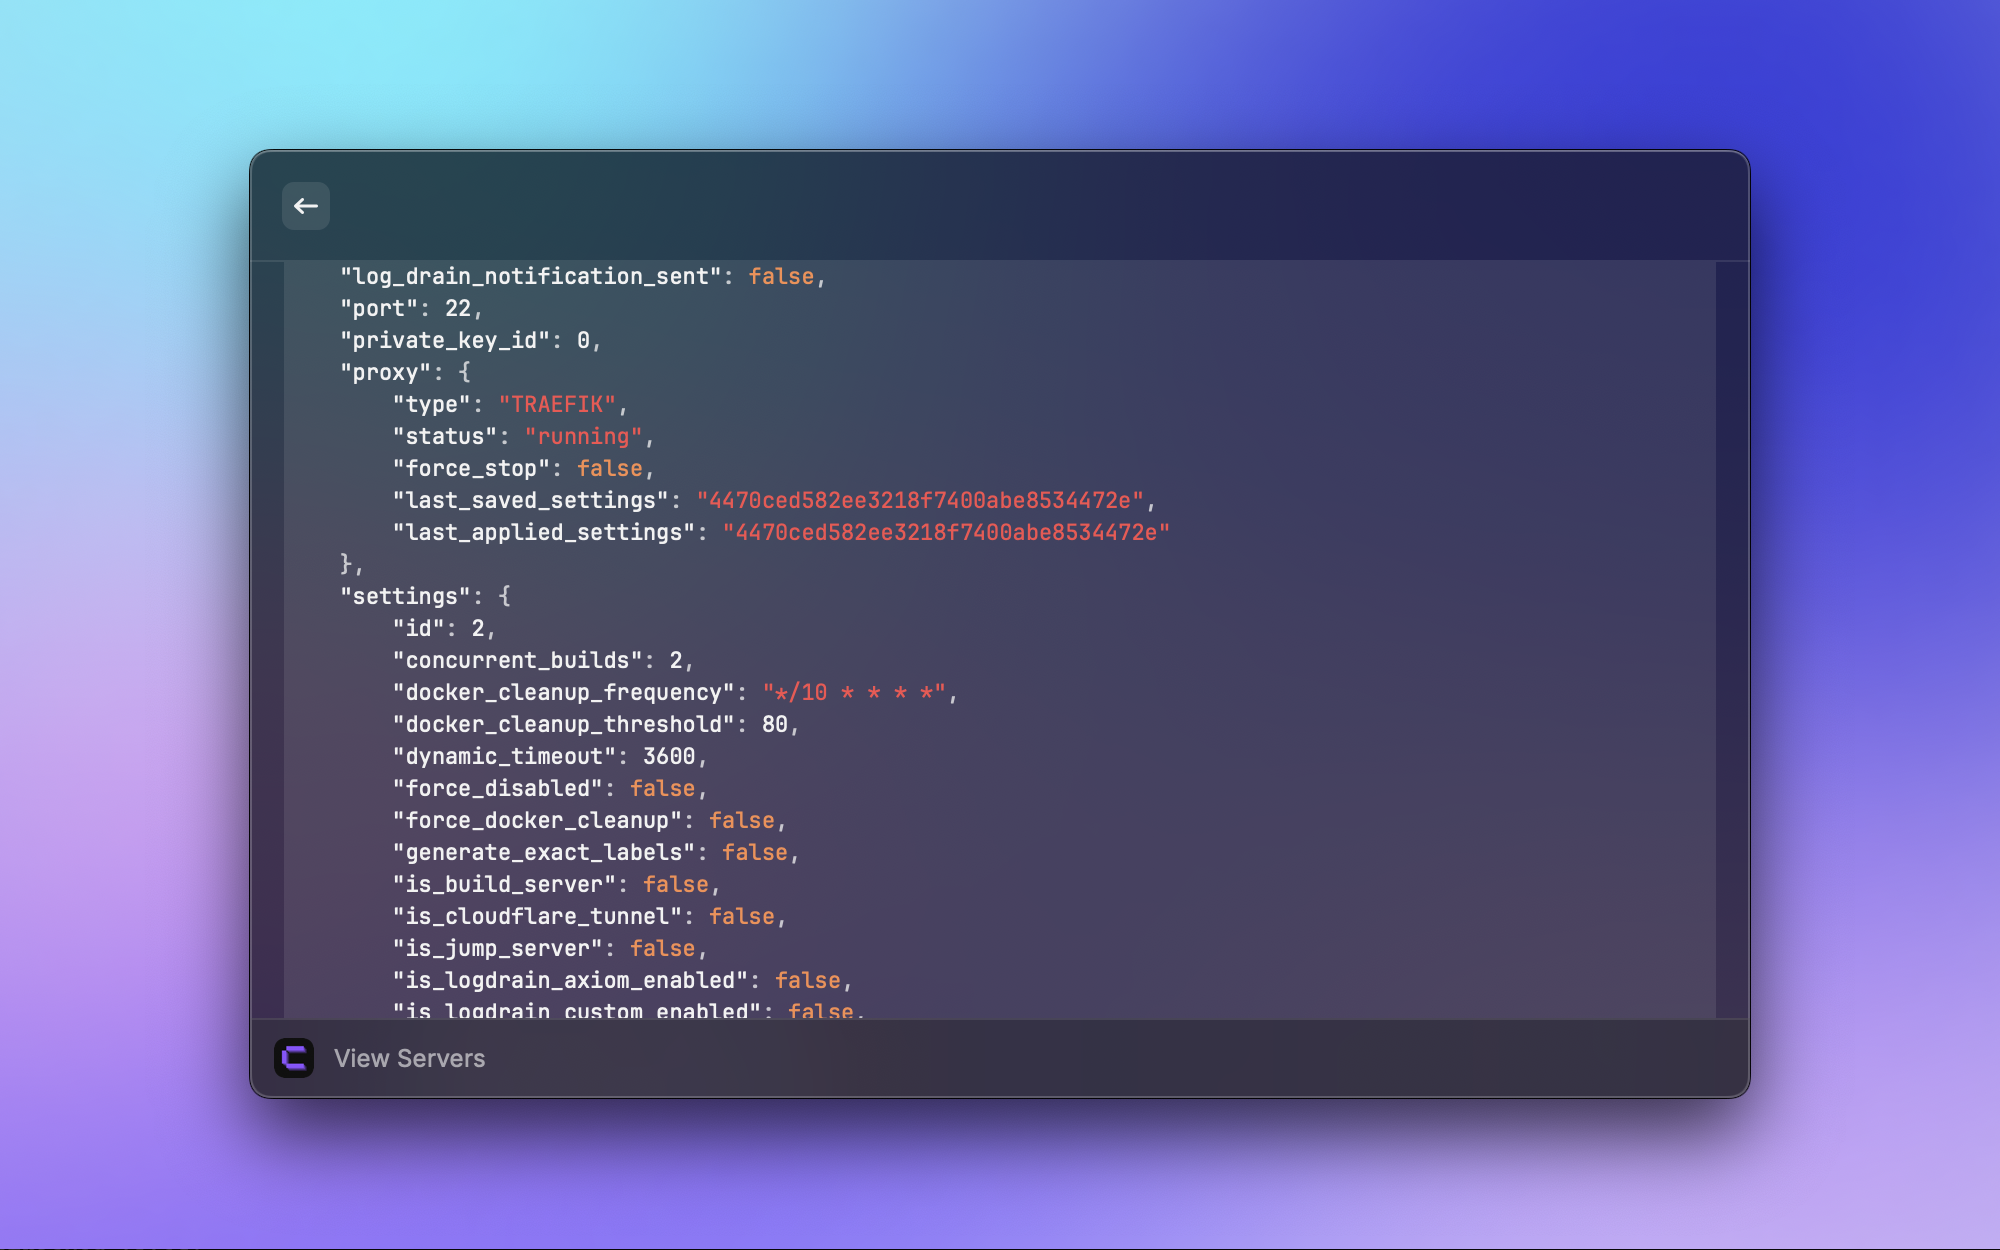 "log_drain_notification_sent": false,
"port": 22,
"private_key_id": 0,
"proxy": {
"type": "TRAEFIK",
"status": "running",
"force_stop": false,
"last_saved_settings": "4470ced582ee3218f7400abe8534472e",
"last_applied_settings": "4470ced582ee3218f7400abe8534472e"
},
"settings": {
"id": 2,
"concurrent_builds": 2,
"docker_cleanup_frequency": "*/10 * * * *",
"docker_cleanup_threshold": 80,
"dynamic_timeout": 3600,
"force_disabled": false,
"force_docker_cleanup": false,
"generate_exact_labels": false,
"is_build_server": false,
"is_cloudflare_tunnel": false,
"is_jump_server": false,
"is_logdrain_axiom_enabled": false,
"is_logdrain_custom_enabled": false,
View Servers